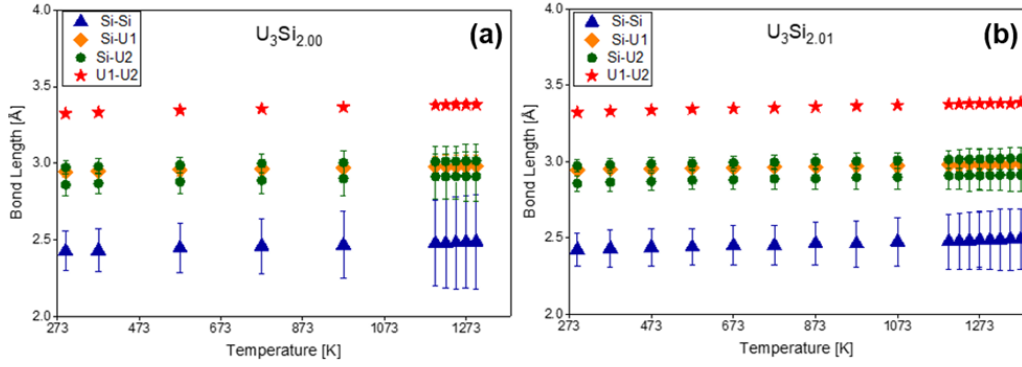 4.0
3.5
3.0
2.5
2.0
Bond Length [Å]
Si-Si
Si-U1
Si-U2
U1-U2
U₃Si₂.₀₀
(a)
273
473
673
873
1073
1273
Temperature [K]
4.0
3.5
3.0
2.5
2.0
Bond Length [Å]
Si-Si
Si-U1
Si-U2
U1-U2
U₃Si₂.₀₁
(b)
273
473
673
873
1073
1273
Temperature [K]